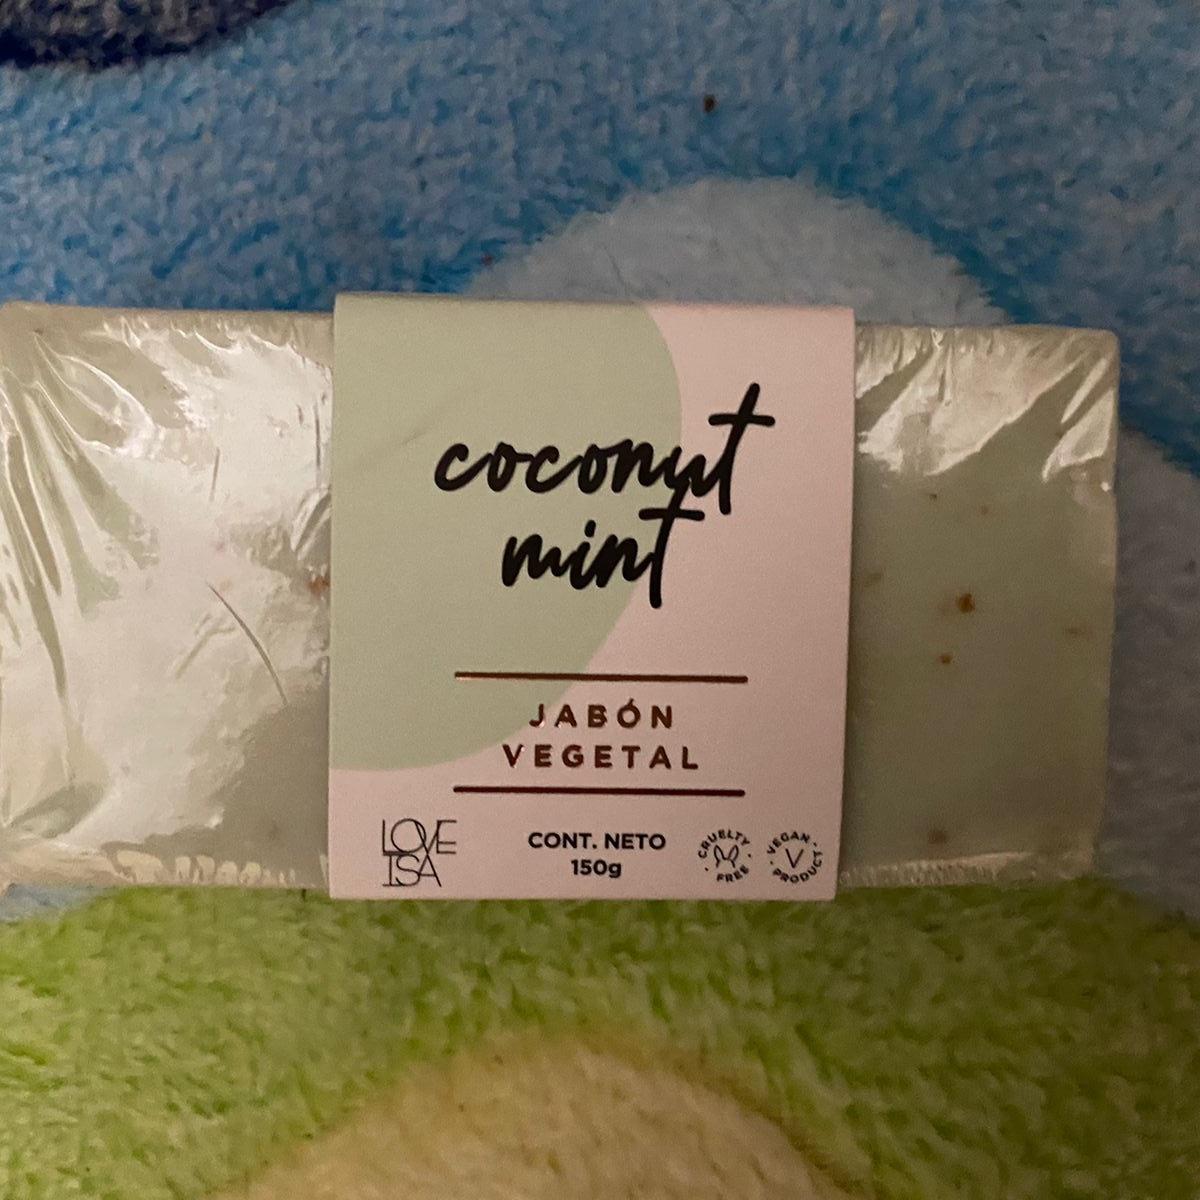 coconut
mint
JABÓN
VEGETAL
LOVE
ISA
CONT. NETO
150g
CRUELTY
FREE
VEGAN
V
PRODUCT